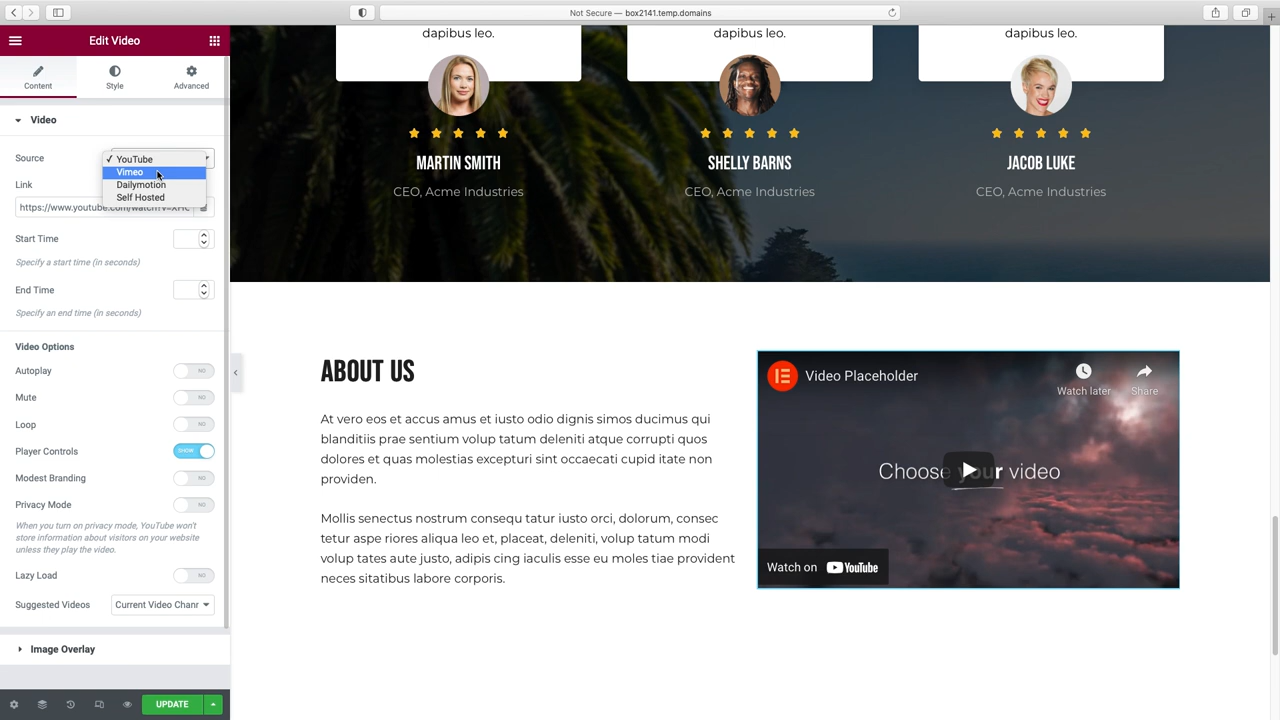 Not Secure — box2141.temp.domains
Edit Video
Content
Style
Advanced
Video
Source
YouTube
Vimeo
Dailymotion
Self Hosted
Link
https://www.youtube.com/watch?v=XHC
Start Time
Specify a start time (in seconds)
End Time
Specify an end time (in seconds)
Video Options
Autoplay
NO
Mute
NO
Loop
NO
Player Controls
SHOW
Modest Branding
NO
Privacy Mode
NO
When you turn on privacy mode, YouTube won't
store information about visitors on your website
unless they play the video.
Lazy Load
NO
Suggested Videos
Current Video Chanr
Image Overlay
UPDATE
dapibus leo.
dapibus leo.
dapibus leo.
MARTIN SMITH
CEO, Acme Industries
SHELLY BARNS
CEO, Acme Industries
JACOB LUKE
CEO, Acme Industries
ABOUT US
At vero eos et accus amus et iusto odio dignis simos ducimus qui
blanditiis prae sentium volup tatum deleniti atque corrupti quos
dolores et quas molestias excepturi sint occaecati cupid itate non
providen.
Mollis senectus nostrum consequ tatur iusto orci, dolorum, consec
tetur aspe riores aliqua leo et, placeat, deleniti, volup tatum modi
volup tates aute justo, adipis cing iaculis esse eu moles tiae provident
neces sitatibus labore corporis.
Video Placeholder
Watch later
Share
Choose your video
Watch on YouTube